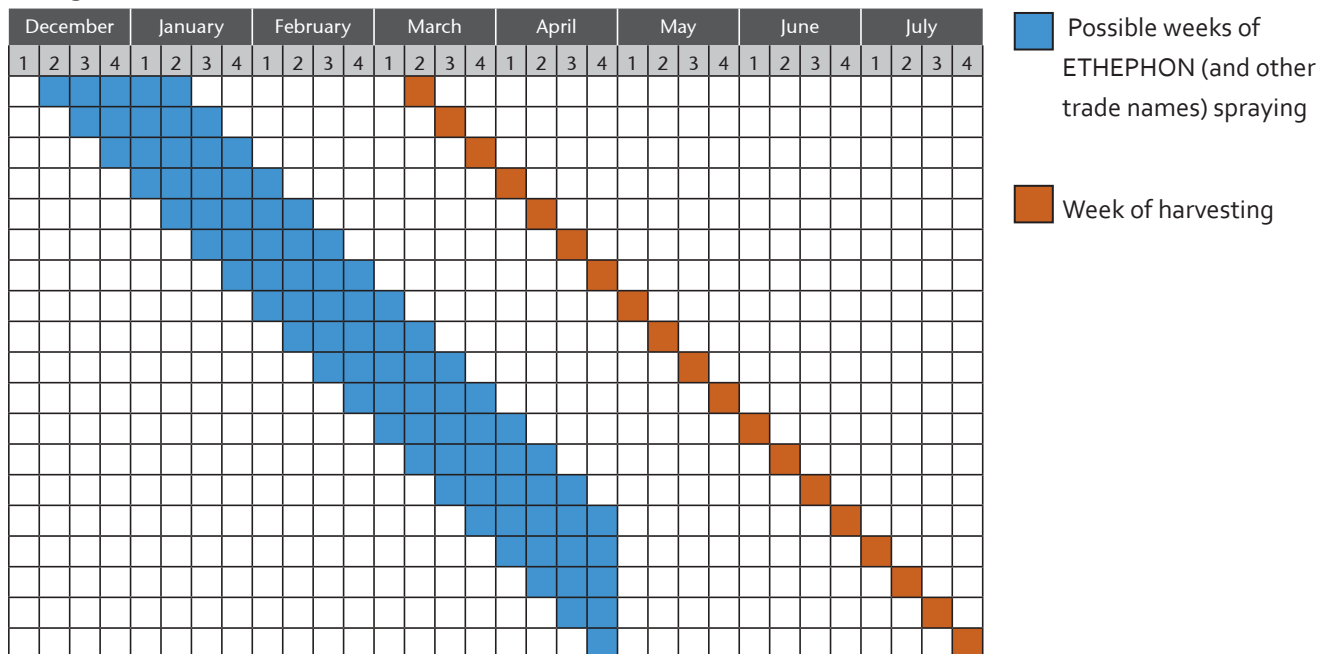 December January February March April May June July
1 2 3 4 1 2 3 4 1 2 3 4 1 2 3 4 1 2 3 4 1 2 3 4 1 2 3 4 1 2 3 4
Possible weeks of
ETHEPHON (and other
trade names) spraying
Week of harvesting